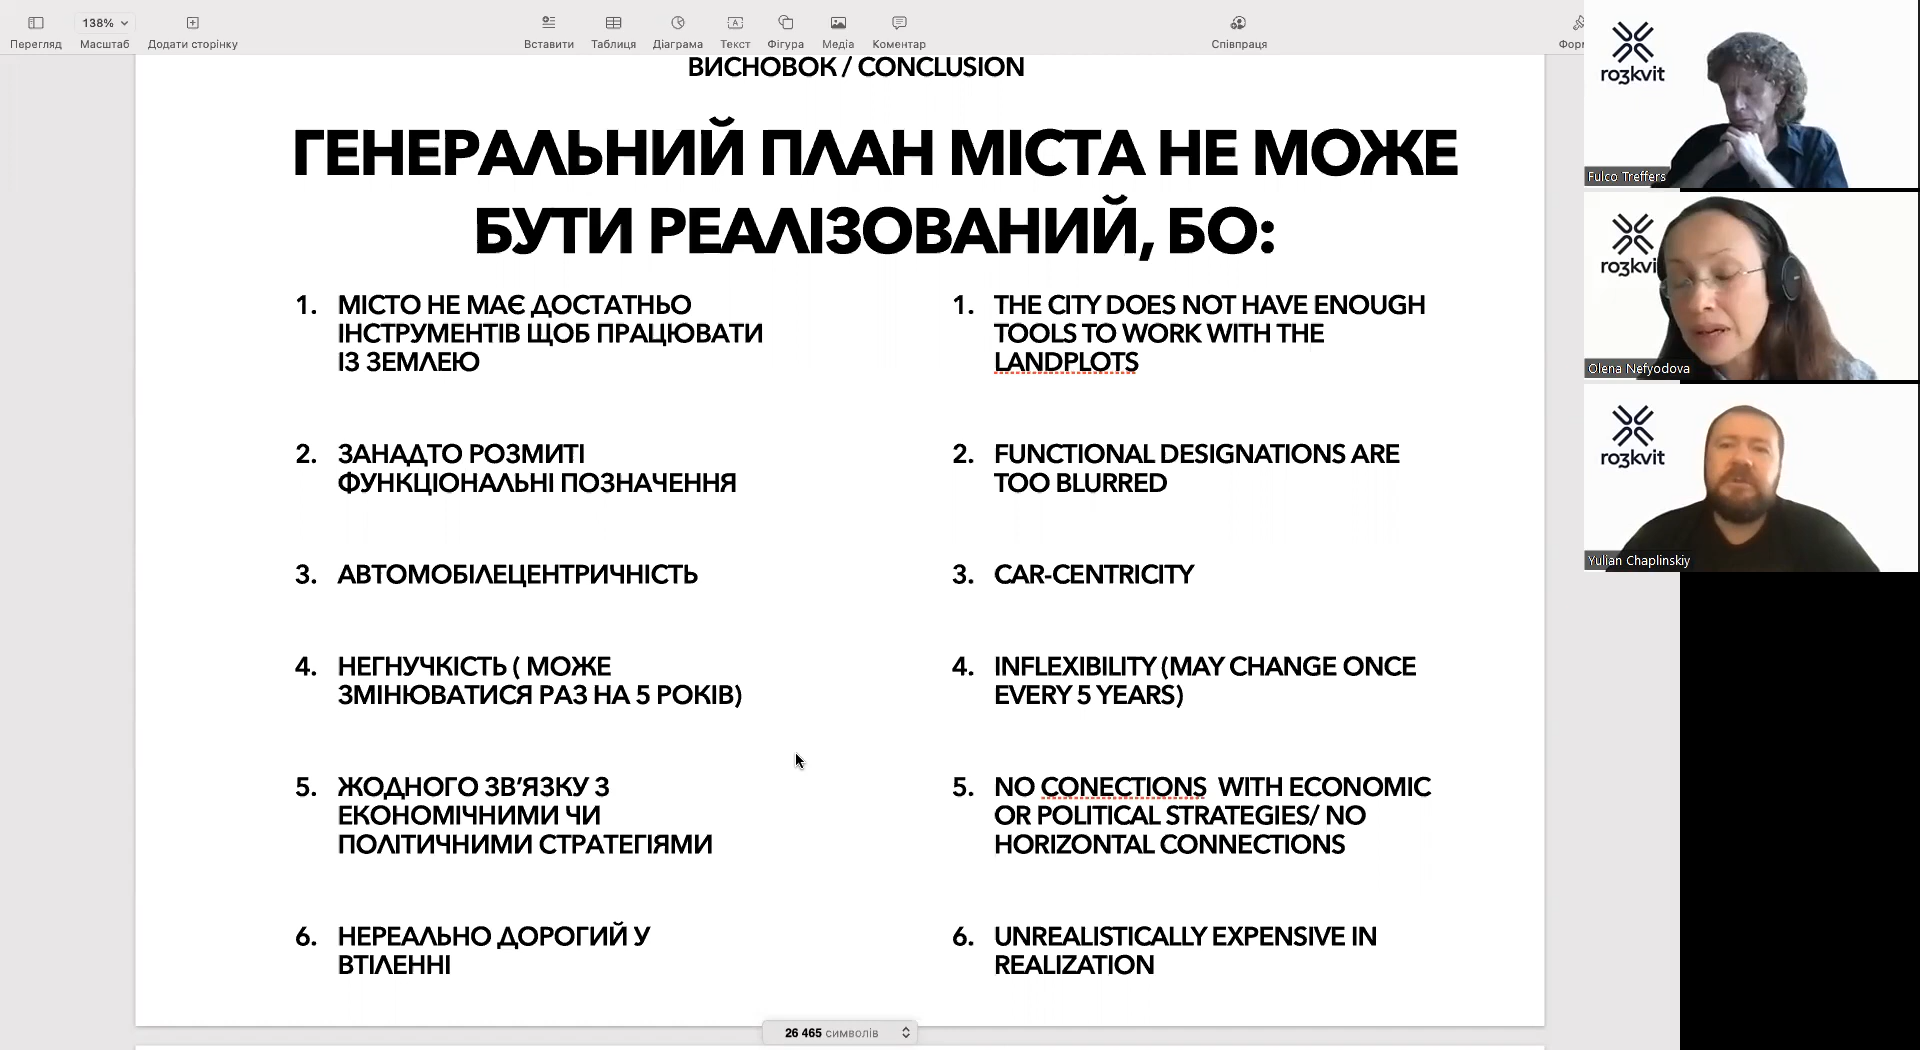 138%
Перегляд
Масштаб
Додати сторінку
Вставити
Таблиця
Діаграма
Текст
Фігура
Медіа
Коментар
Співпраця
Форм
ВИСНОВОК / CONCLUSION
ГЕНЕРАЛЬНИЙ ПЛАН МІСТА НЕ МОЖЕ
БУТИ РЕАЛІЗОВАНИЙ, БО:
1. МІСТО НЕ МАЄ ДОСТАТНЬО
ІНСТРУМЕНТІВ ЩОБ ПРАЦЮВАТИ
ІЗ ЗЕМЛЕЮ
2. ЗАНАДТО РОЗМИТІ
ФУНКЦІОНАЛЬНІ ПОЗНАЧЕННЯ
3. АВТОМОБІЛЕЦЕНТРИЧНІСТЬ
4. НЕГНУЧКІСТЬ ( МОЖЕ
ЗМІНЮВАТИСЯ РАЗ НА 5 РОКІВ)
5. ЖОДНОГО ЗВ’ЯЗКУ З
ЕКОНОМІЧНИМИ ЧИ
ПОЛІТИЧНИМИ СТРАТЕГІЯМИ
6. НЕРЕАЛЬНО ДОРОГИЙ У
ВТІЛЕННІ
1. THE CITY DOES NOT HAVE ENOUGH
TOOLS TO WORK WITH THE
LANDPLOTS
2. FUNCTIONAL DESIGNATIONS ARE
TOO BLURRED
3. CAR-CENTRICITY
4. INFLEXIBILITY (MAY CHANGE ONCE
EVERY 5 YEARS)
5. NO CONECTIONS WITH ECONOMIC
OR POLITICAL STRATEGIES/ NO
HORIZONTAL CONNECTIONS
6. UNREALISTICALLY EXPENSIVE IN
REALIZATION
26 465 символів
roзkvit
Fulco Treffers
roзkvi
Olena Nefyodova
roзkvit
Yulian Chaplinskiy